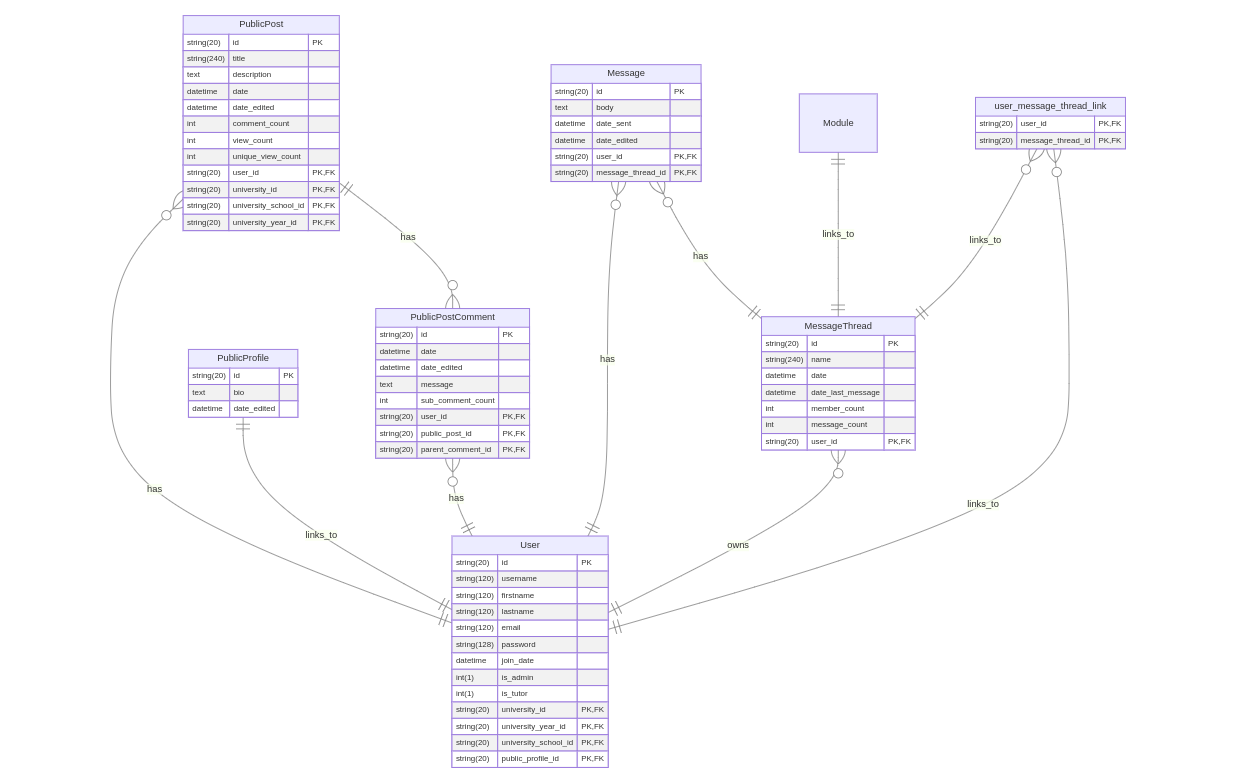 PublicPost
string(20) id PK
string(240) title
text description
datetime date
datetime date_edited
int comment_count
int view_count
int unique_view_count
string(20) user_id PK,FK
string(20) university_id PK,FK
string(20) university_school_id PK,FK
string(20) university_year_id PK,FK
Message
string(20) id PK
text body
datetime date_sent
datetime date_edited
string(20) user_id PK,FK
string(20) message_thread_id PK,FK
Module
user_message_thread_link
string(20) user_id PK,FK
string(20) message_thread_id PK,FK
has
links_to
links_to
has
PublicPostComment
string(20) id PK
datetime date
datetime date_edited
text message
int sub_comment_count
string(20) user_id PK,FK
string(20) public_post_id PK,FK
string(20) parent_comment_id PK,FK
MessageThread
string(20) id PK
string(240) name
datetime date
datetime date_last_message
int member_count
int message_count
string(20) user_id PK,FK
PublicProfile
string(20) id PK
text bio
datetime date_edited
has
has
has
links_to
links_to
owns
User
string(20) id PK
string(120) username
string(120) firstname
string(120) lastname
string(120) email
string(128) password
datetime join_date
int(1) is_admin
int(1) is_tutor
string(20) university_id PK,FK
string(20) university_year_id PK,FK
string(20) university_school_id PK,FK
string(20) public_profile_id PK,FK